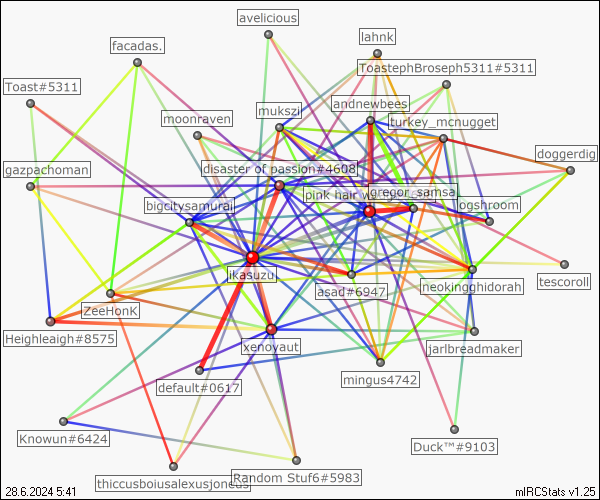 avelicious
lahnk
facadas.
ToastephBroseph5311#5311
Toast#5311
mukszi
andnewbees
moonraven
turkey_mcnugget
doggerdig
gazpachoman
disaster of passion#4608
pink hair w
gregor_samsa.
bigcitysamurai
ogshroom
ikasuzu
asad#6947
neokingghidorah
tescoroll
ZeeHonK
Heighleigh#8575
xenoyaut
jarlbreadmaker
default#0617
mingus4742
Knowun#6424
Duck™#9103
thiccusboiusalexusjoneus
Random Stuf6#5983
28.6.2024 5:41
mIRCStats v1.25